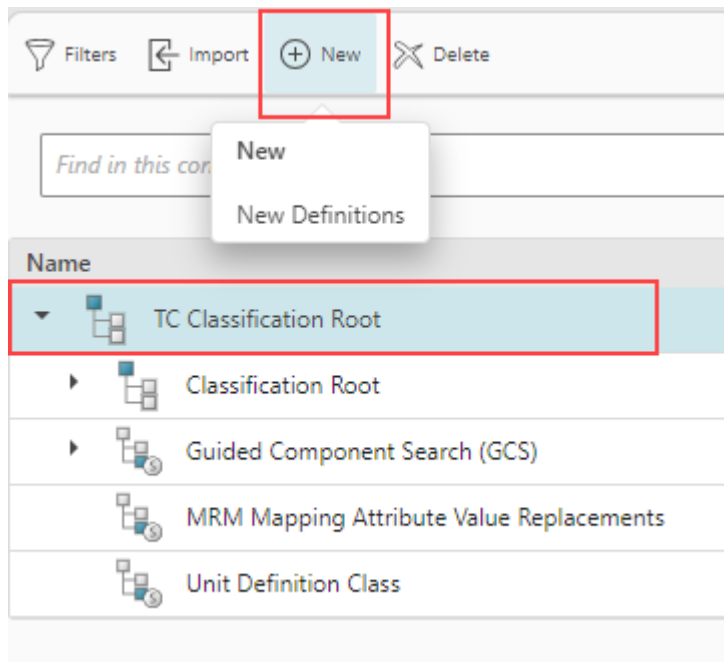 Filters Import New Delete
New
Find in this con
New Definitions
Name
TC Classification Root
Classification Root
Guided Component Search (GCS)
MRM Mapping Attribute Value Replacements
Unit Definition Class